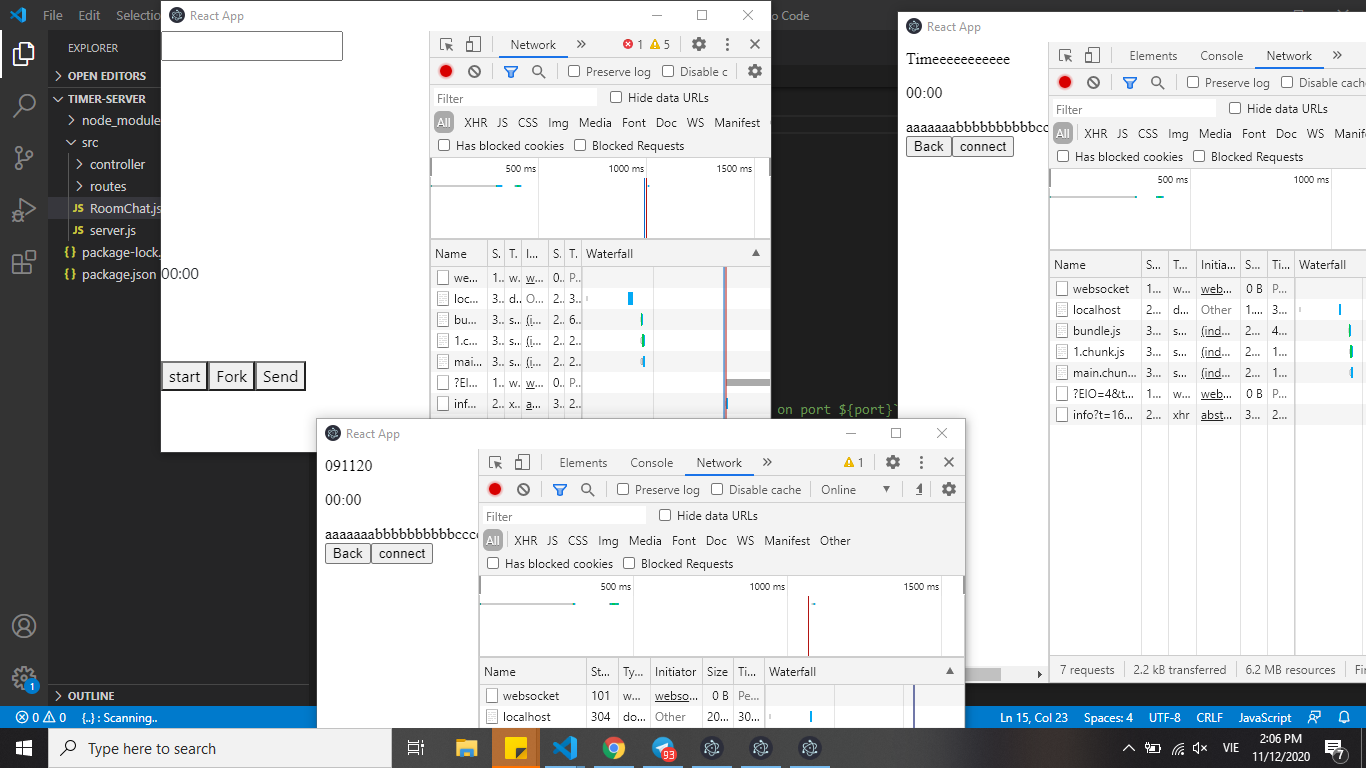 File Edit Selectio
o Code
EXPLORER
OPEN EDITORS
TIMER-SERVER
node_module
src
controller
routes
JS RoomChat.js
JS server.js
{} package-lock.
{} package.json
OUTLINE
React App
00:00
start Fork Send
Network » 1 5
Preserve log Disable c
Filter Hide data URLs
All XHR JS CSS Img Media Font Doc WS Manifest
Has blocked cookies Blocked Requests
500 ms 1000 ms 1500 ms
Name S.. T.. I... S.. T.. Waterfall
we... 1.. w.. w... 0.. P...
loc... 3.. d.. O... 2.. 3..
bu... 3.. s... (i... 2.. 6..
1.c... 3.. s... (i... 2.. 2..
mai... 3.. s... (i... 2.. 2..
?EI... 1.. w.. w... 0.. P...
inf... 2.. x.. a... 3.. 2..
on port ${port}`
React App
Timeeeeeeeeeee
00:00
aaaaaaabbbbbbbbbbcc
Back connect
Elements Console Network »
Preserve log Disable cache
Filter Hide data URLs
All XHR JS CSS Img Media Font Doc WS Manif
Has blocked cookies Blocked Requests
500 ms 1000 ms
Name S... T... Initia... S... Ti... Waterfall
websocket 1... w... web... 0 B P...
localhost 2... d... Other 1.... 3...
bundle.js 2... s... (ind... 2... 4...
1.chunk.js 2... s... (ind... 2... 1...
main.chun... 2... s... (ind... 2... 1...
?EIO=4&t... 1... w... web... 0 B P...
info?t=16... 2... xhr abst... 3... 2...
7 requests 2.2 kB transferred 6.2 MB resources Fin
React App
091120
00:00
aaaaaaabbbbbbbbbbccc
Back connect
Elements Console Network » 1
Preserve log Disable cache Online
Filter Hide data URLs
All XHR JS CSS Img Media Font Doc WS Manifest Other
Has blocked cookies Blocked Requests
500 ms 1000 ms 1500 ms
Name St... Ty... Initiator Size Ti... Waterfall
websocket 101 w... webso... 0 B Pe...
localhost 304 do... Other 20... 30...
1
0 0 {..} : Scanning..
Ln 15, Col 23 Spaces: 4 UTF-8 CRLF JavaScript
Type here to search
93
VIE
2:06 PM
11/12/2020
7